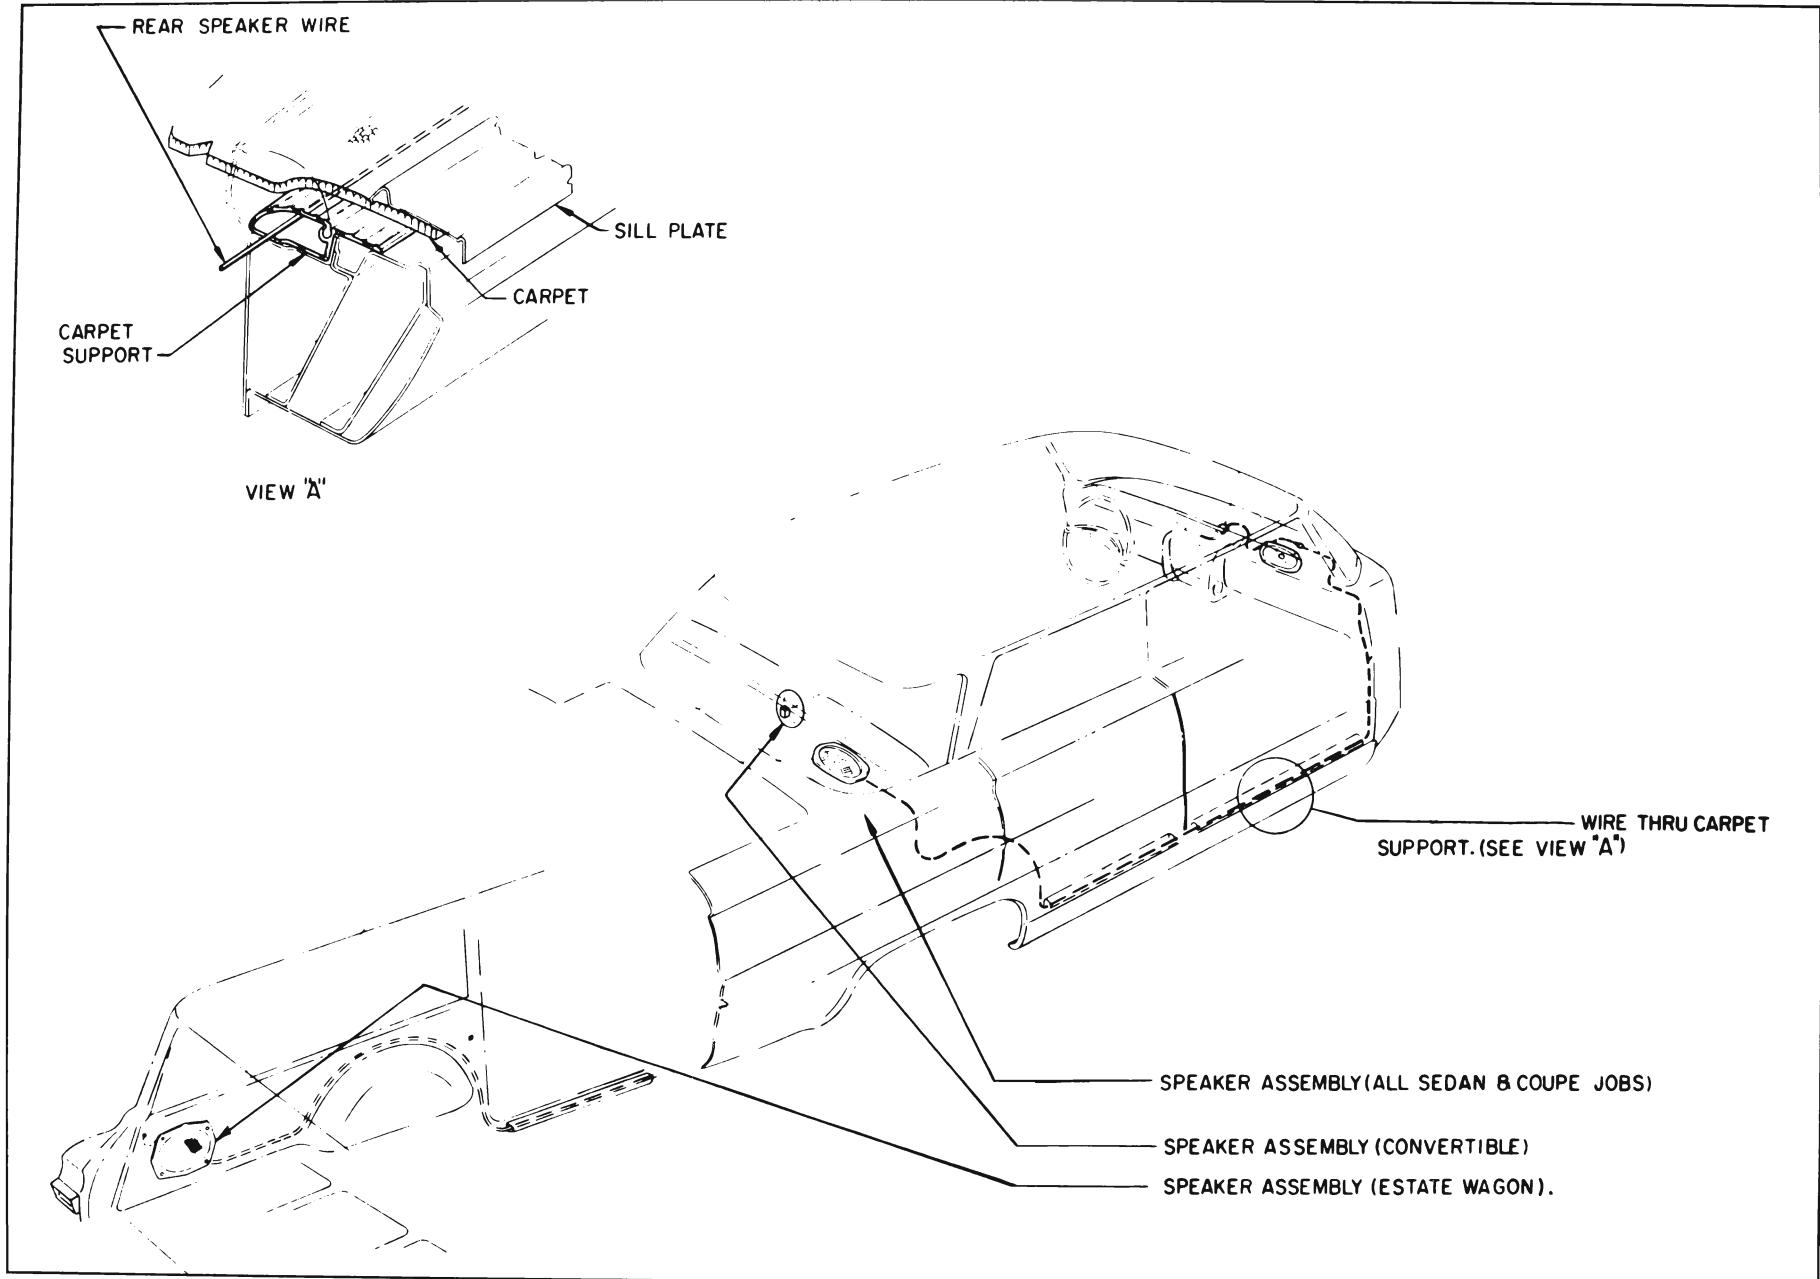 REAR SPEAKER WIRE
SILL PLATE
CARPET
CARPET
SUPPORT
VIEW "A"
WIRE THRU CARPET
SUPPORT. (SEE VIEW "A")
SPEAKER ASSEMBLY (ALL SEDAN & COUPE JOBS)
SPEAKER ASSEMBLY (CONVERTIBLE)
SPEAKER ASSEMBLY (ESTATE WAGON).